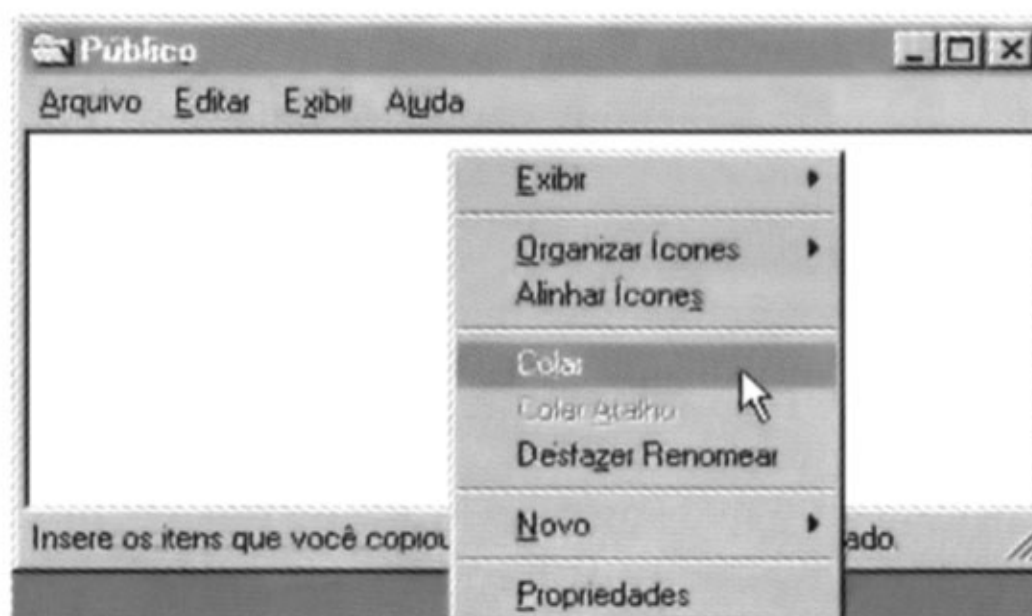 Público
Arquivo Editar Exibir Ajuda
Exibir
Organizar Ícones
Alinhar Ícones
Colar
Colar Atalho
Desfazer Renomear
Novo
Insere os itens que você copiou ado.
Propriedades